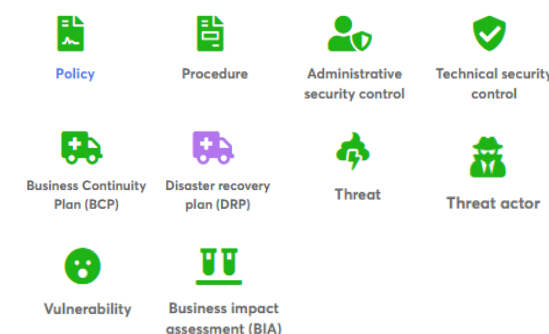 Policy
Procedure
Administrative
security control
Technical security
control
Business Continuity
Plan (BCP)
Disaster recovery
plan (DRP)
Threat
Threat actor
Vulnerability
Business impact
assessment (BIA)